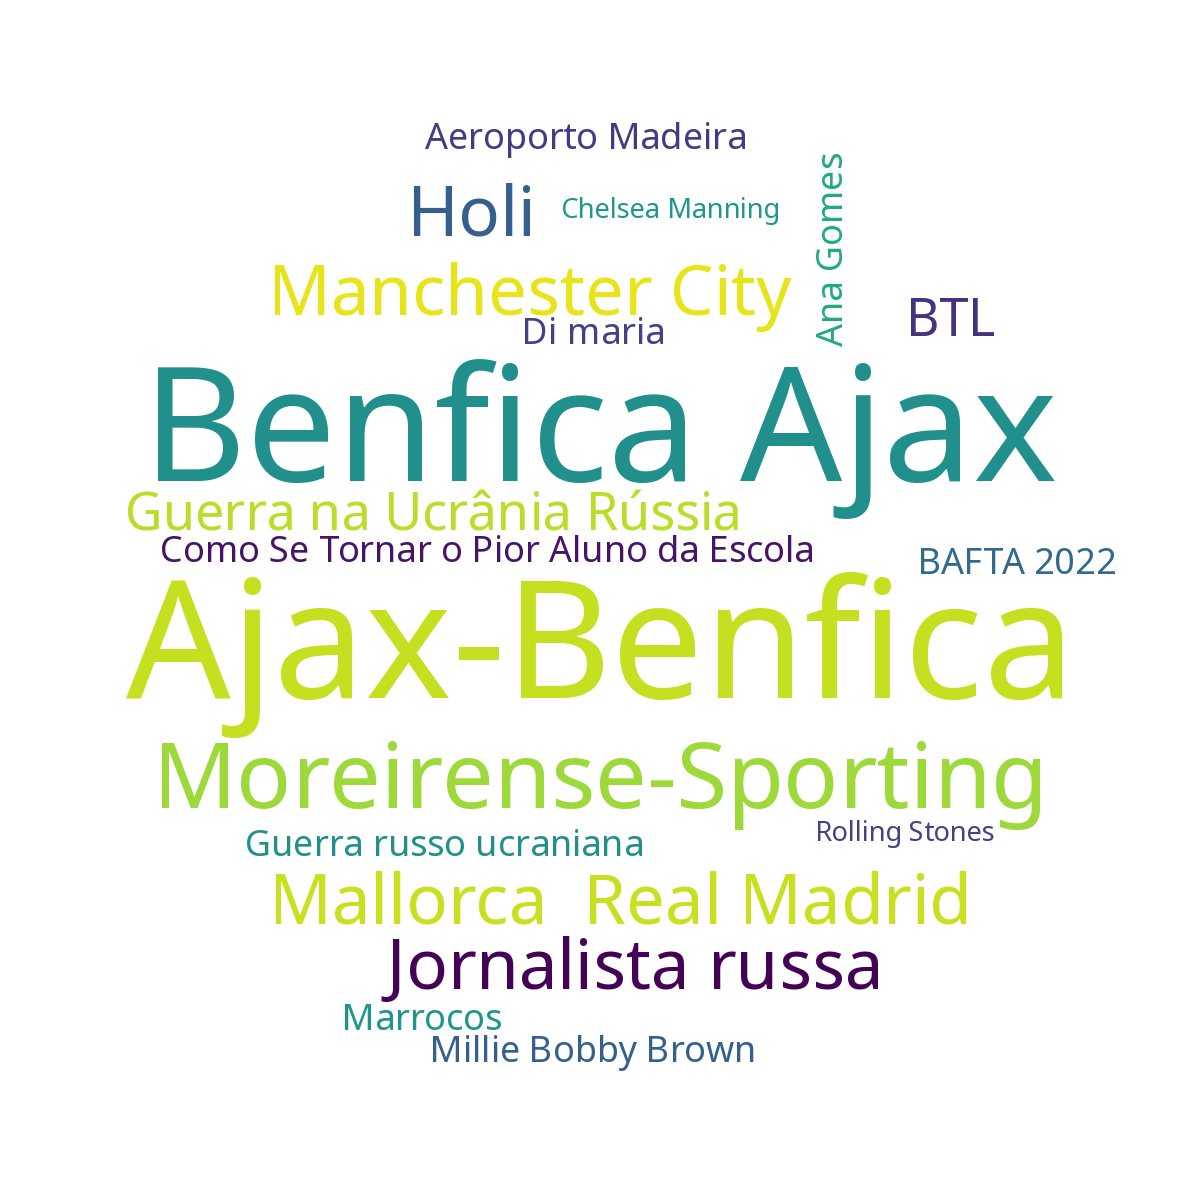 Aeroporto Madeira
Holi
Chelsea Manning
Ana Gomes
Manchester City
BTL
Di maria
Benfica Ajax
Guerra na Ucrânia Rússia
Como Se Tornar o Pior Aluno da Escola
BAFTA 2022
Ajax-Benfica
Moreirense-Sporting
Rolling Stones
Guerra russo ucraniana
Mallorca  Real Madrid
Jornalista russa
Marrocos
Millie Bobby Brown